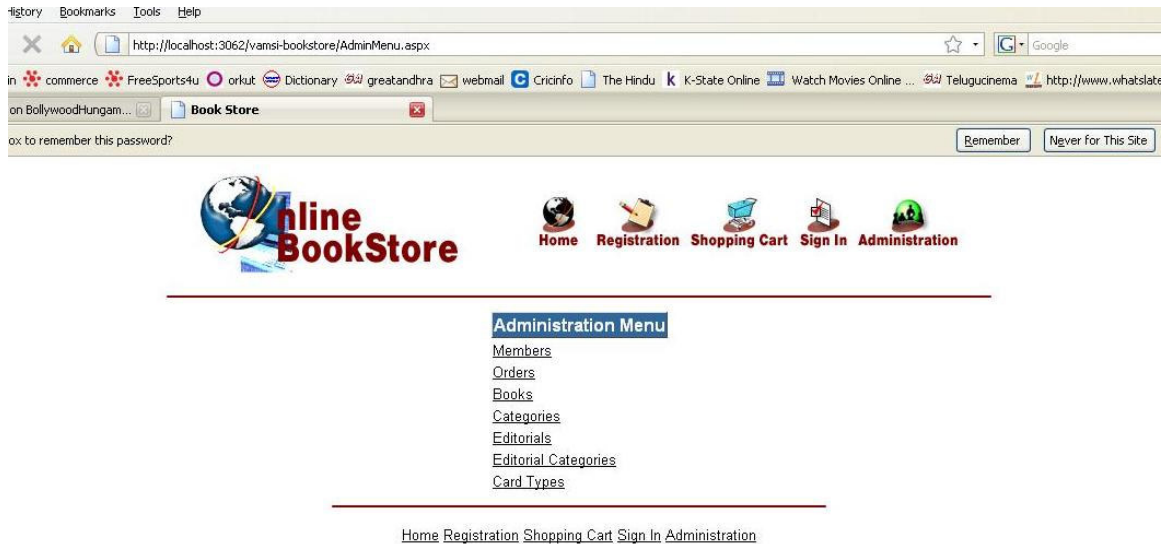 History Bookmarks Tools Help
http://localhost:3062/vamsi-bookstore/AdminMenu.aspx
Google
in commerce FreeSports4u orkut Dictionary greatandhra webmail Cricinfo The Hindu K-State Online Watch Movies Online ... Telugucinema http://www.whatslate
on BollywoodHungam... Book Store
ox to remember this password? Remember Never for This Site
nline
BookStore
Home Registration Shopping Cart Sign In Administration
Administration Menu
Members
Orders
Books
Categories
Editorials
Editorial Categories
Card Types
Home Registration Shopping Cart Sign In Administration